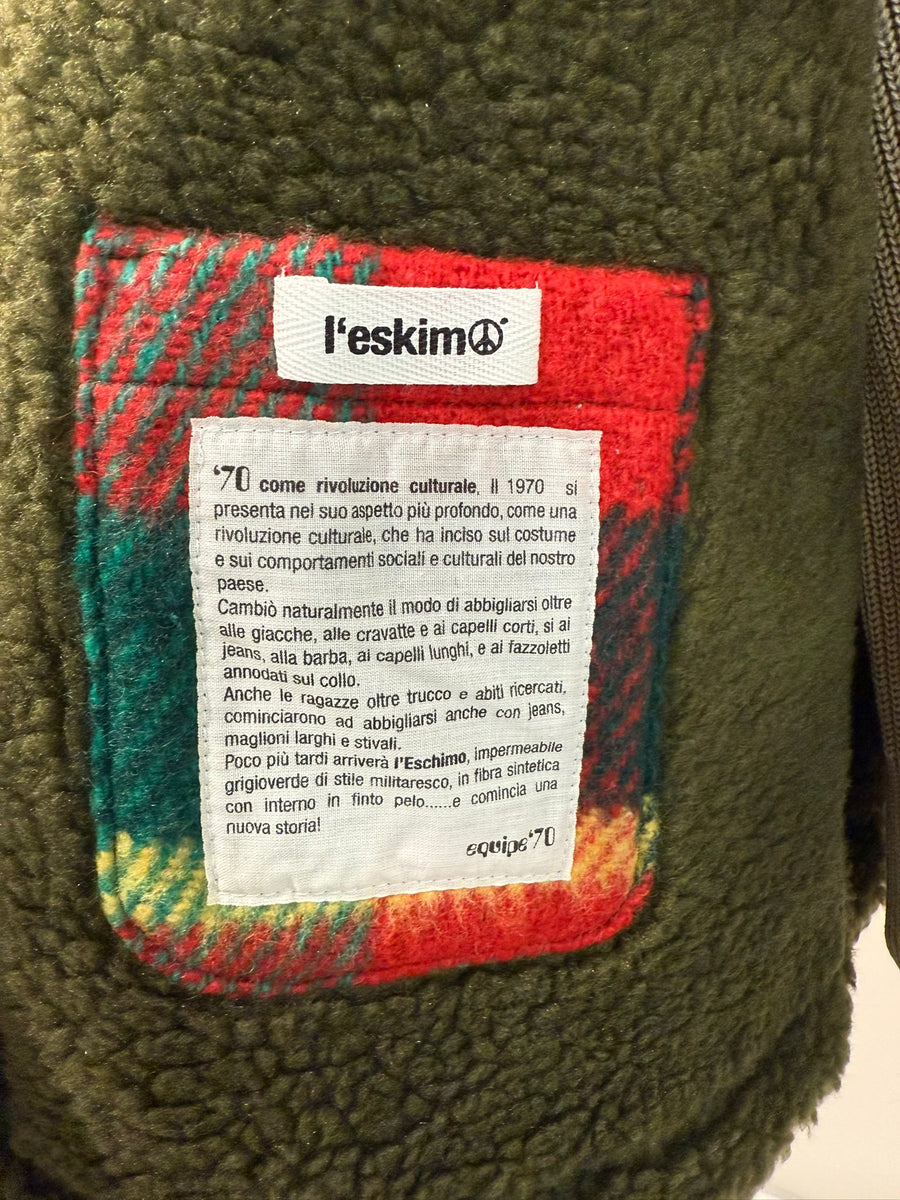 l‘eskimo
‘70 come rivoluzione culturale, Il 1970 si
presenta nel suo aspetto più profondo, come una
rivoluzione culturale, che ha inciso sul costume
e sui comportamenti sociali e culturali del nostro
paese.
Cambiò naturalmente il modo di abbigliarsi oltre
alle giacche, alle cravatte e ai capelli corti, si ai
jeans, alla barba, ai capelli lunghi, e ai fazzoletti
annodati sul collo.
Anche le ragazze oltre trucco e abiti ricercati,
cominciarono ad abbigliarsi anche con jeans,
maglioni larghi e stivali.
Poco più tardi arriverà l'Eschimo, impermeabile
grigioverde di stile militaresco, in fibra sintetica
con interno in finto pelo......e comincia una
nuova storia!
equipe‘70